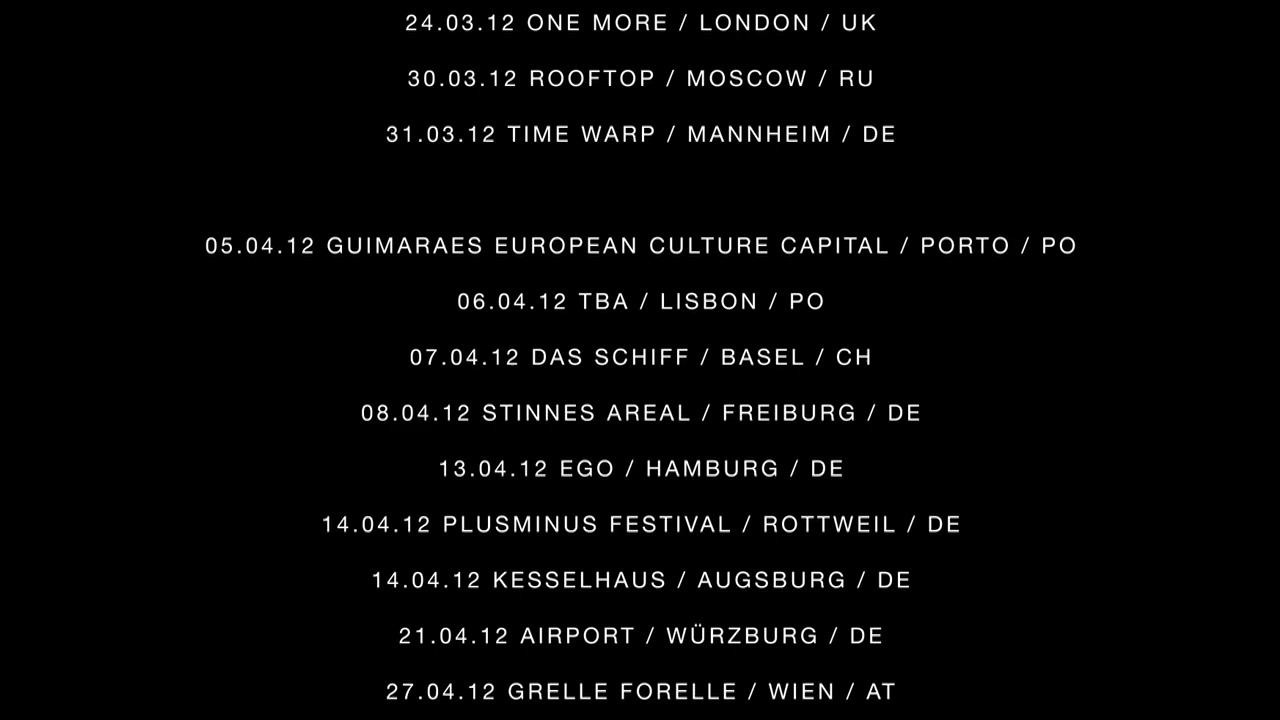 24.03.12 ONE MORE / LONDON / UK
30.03.12 ROOFTOP / MOSCOW / RU
31.03.12 TIME WARP / MANNHEIM / DE
05.04.12 GUIMARAES EUROPEAN CULTURE CAPITAL / PORTO / PO
06.04.12 TBA / LISBON / PO
07.04.12 DAS SCHIFF / BASEL / CH
08.04.12 STINNES AREAL / FREIBURG / DE
13.04.12 EGO / HAMBURG / DE
14.04.12 PLUSMINUS FESTIVAL / ROTTWEIL / DE
14.04.12 KESSELHAUS / AUGSBURG / DE
21.04.12 AIRPORT / WÜRZBURG / DE
27.04.12 GRELLE FORELLE / WIEN / AT